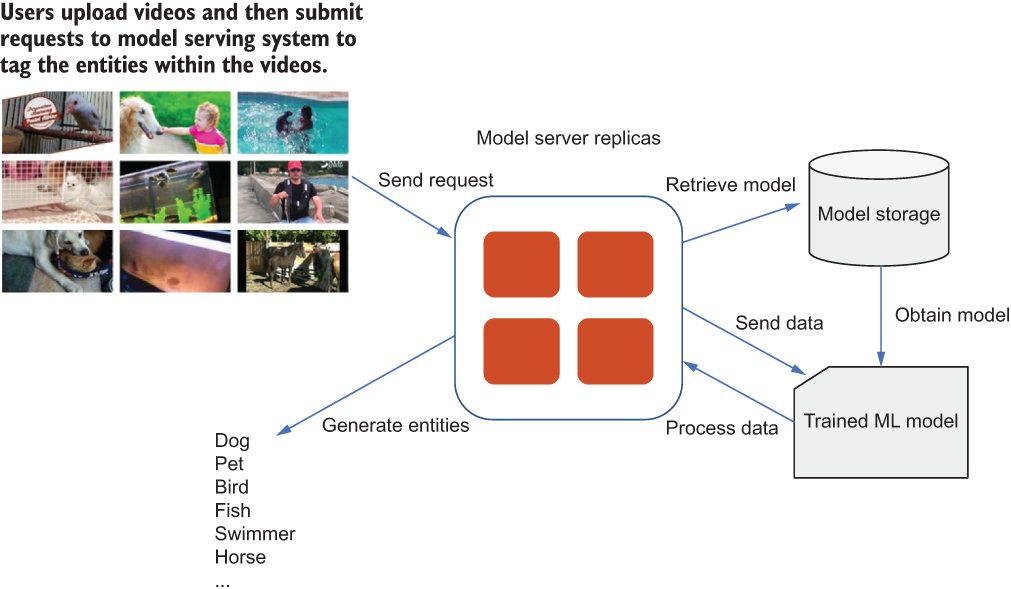 Users upload videos and then submit
requests to model serving system to
tag the entities within the videos.
Model server replicas
Send request
Retrieve model
Model storage
Send data
Obtain model
Generate entities
Process data
Trained ML model
Dog
Pet
Bird
Fish
Swimmer
Horse
...